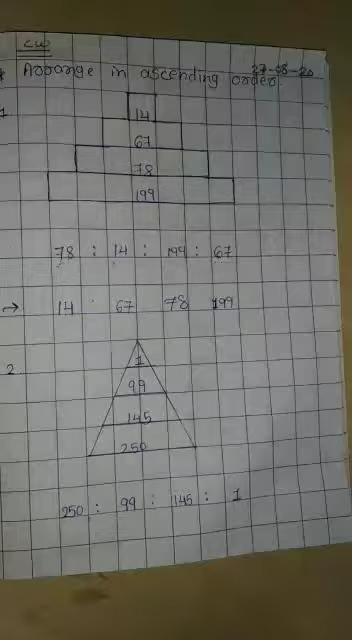 CW
27-08-20
Arrange in ascending order.
1
14
67
78
199
78 : 14 : 199 : 67
→ 14 67 78 199
2
1
99
145
250
250 : 99 : 145 : 1